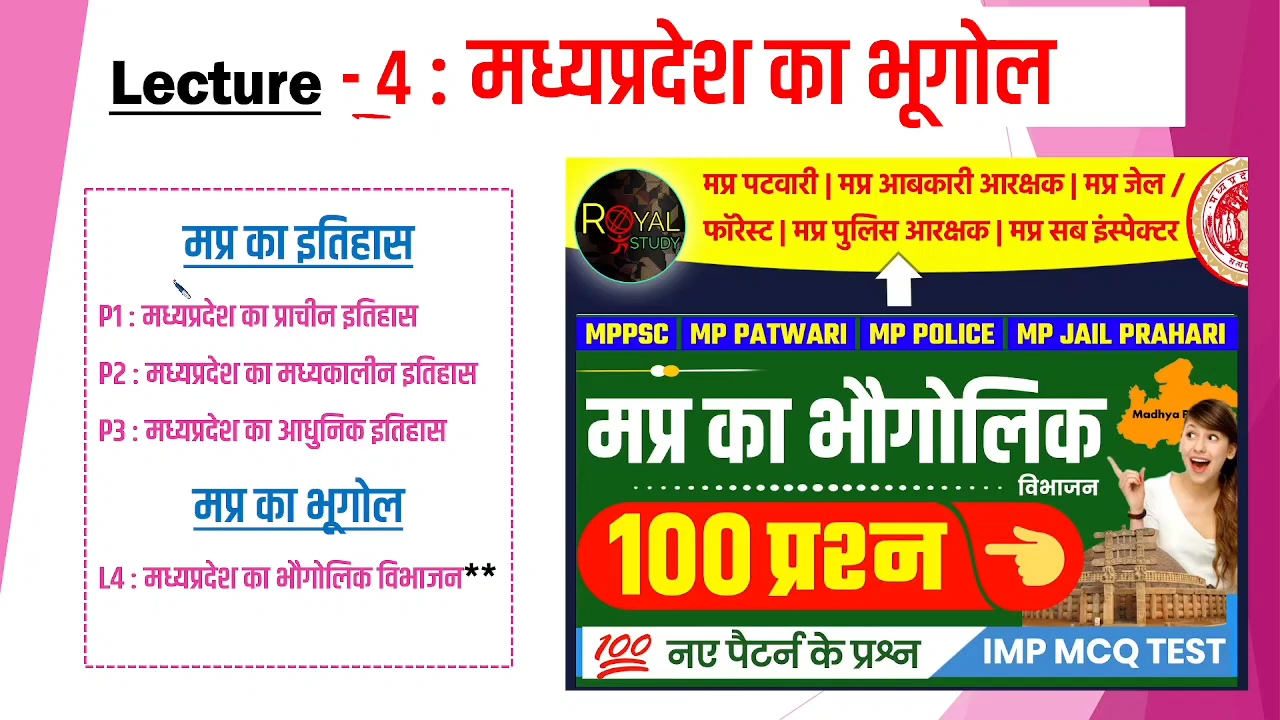 Lecture - 4 : मध्यप्रदेश का भूगोल
मप्र का इतिहास
P1 : मध्यप्रदेश का प्राचीन इतिहास
P2 : मध्यप्रदेश का मध्यकालीन इतिहास
P3 : मध्यप्रदेश का आधुनिक इतिहास
मप्र का भूगोल
L4 : मध्यप्रदेश का भौगोलिक विभाजन**
ROYAL
STUDY
मप्र पटवारी | मप्र आबकारी आरक्षक | मप्र जेल /
फॉरेस्ट | मप्र पुलिस आरक्षक | मप्र सब इंस्पेक्टर
MPPSC MP PATWARI MP POLICE MP JAIL PRAHARI
मप्र का भौगोलिक
Madhya
विभाजन
100 प्रश्न
100 नए पैटर्न के प्रश्न
IMP MCQ TEST